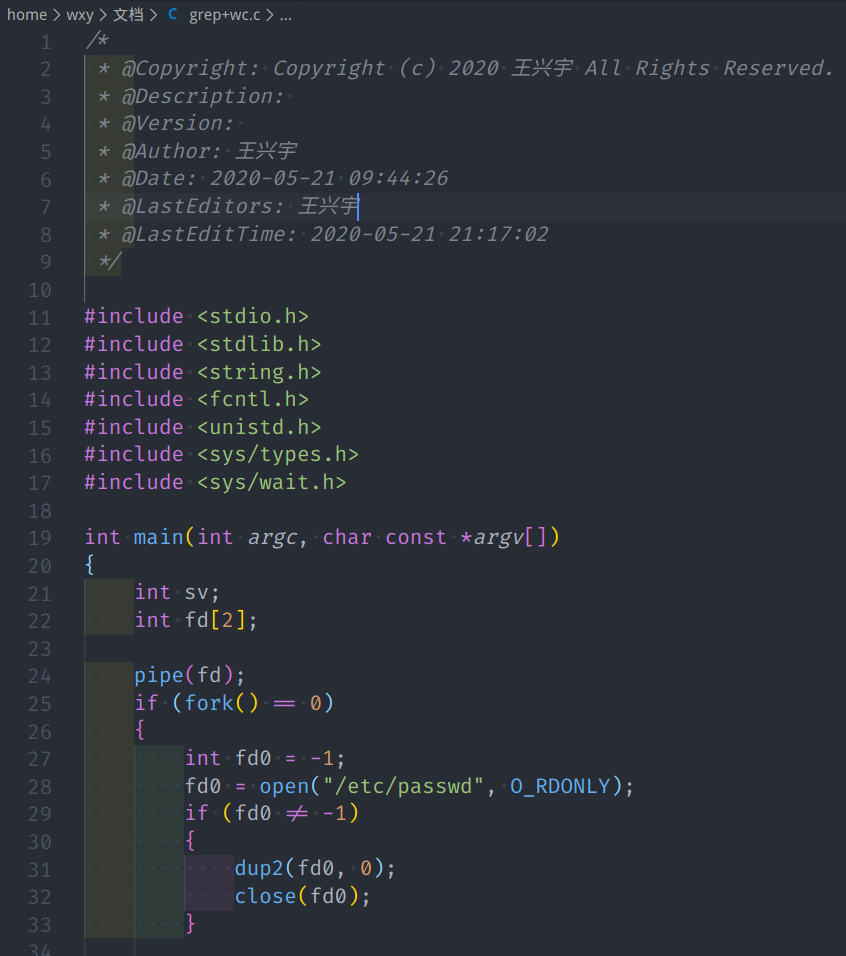 home > wxy > 文档 > C grep+wc.c > ...
1 /*
2 * @Copyright: Copyright (c) 2020 王兴宇 All Rights Reserved.
3 * @Description:
4 * @Version:
5 * @Author: 王兴宇
6 * @Date: 2020-05-21 09:44:26
7 * @LastEditors: 王兴宇
8 * @LastEditTime: 2020-05-21 21:17:02
9 */
10
11 #include <stdio.h>
12 #include <stdlib.h>
13 #include <string.h>
14 #include <fcntl.h>
15 #include <unistd.h>
16 #include <sys/types.h>
17 #include <sys/wait.h>
18
19 int main(int argc, char const *argv[])
20 {
21 int sv;
22 int fd[2];
23
24 pipe(fd);
25 if (fork() == 0)
26 {
27 int fd0 = -1;
28 fd0 = open("/etc/passwd", O_RDONLY);
29 if (fd0 != -1)
30 {
31 dup2(fd0, 0);
32 close(fd0);
33 }
34